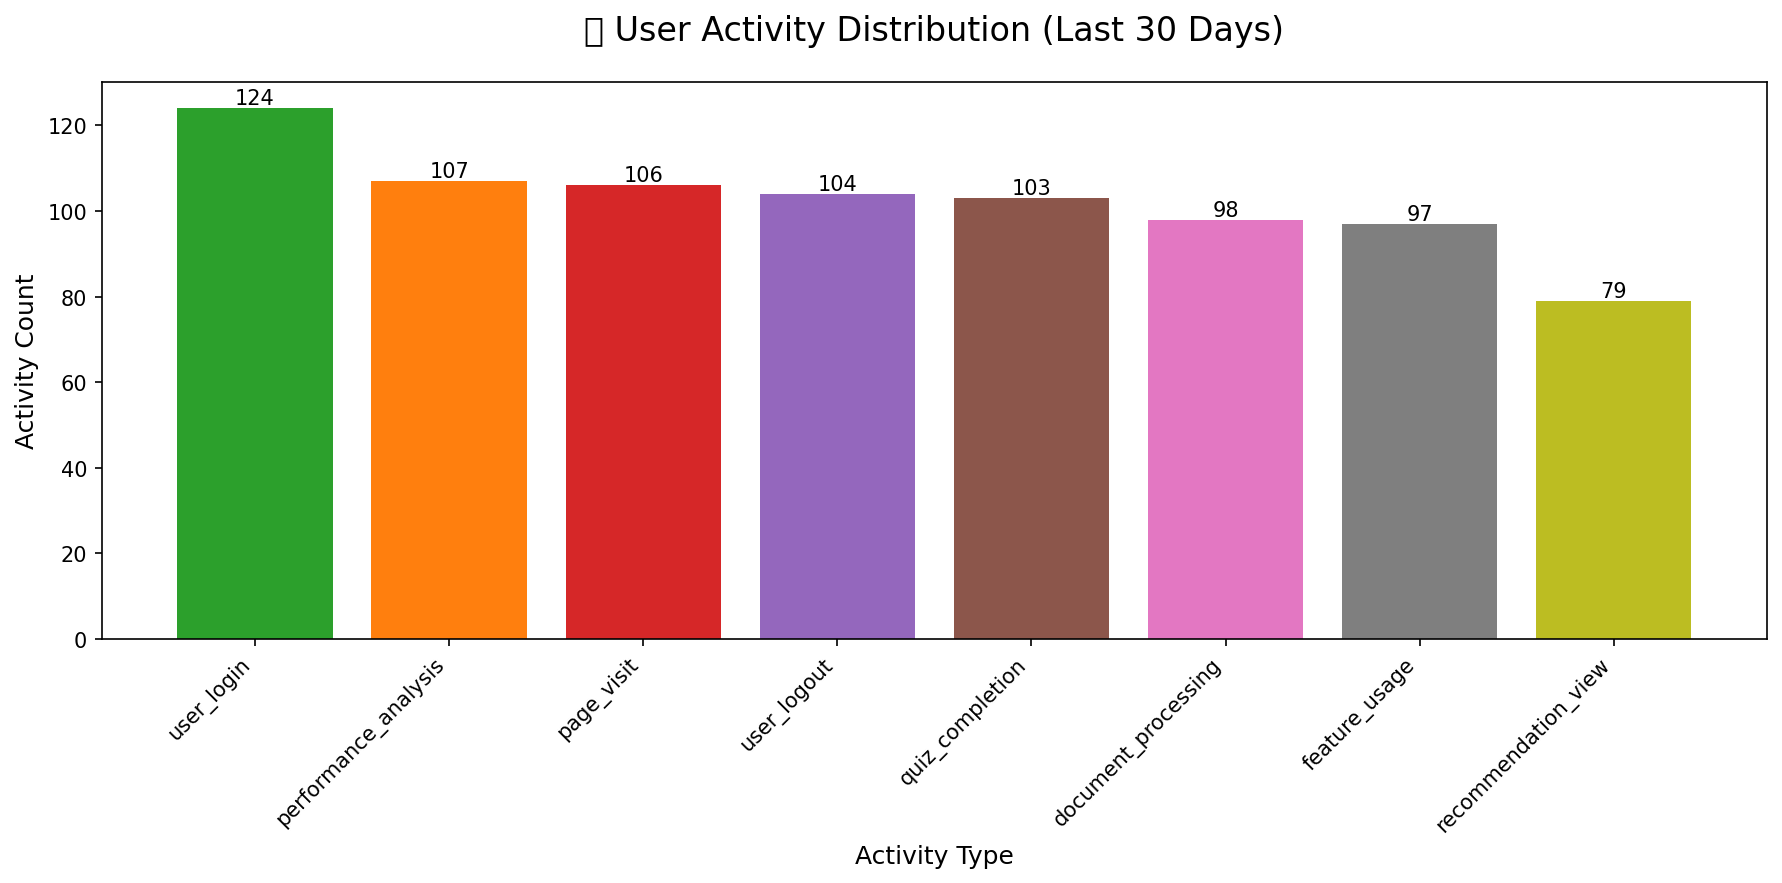 ▯ User Activity Distribution (Last 30 Days)
124
107
106
104
103
98
97
79
120
100
80
60
40
20
0
Activity Count
user_login
performance_analysis
page_visit
user_logout
quiz_completion
document_processing
feature_usage
recommendation_view
Activity Type